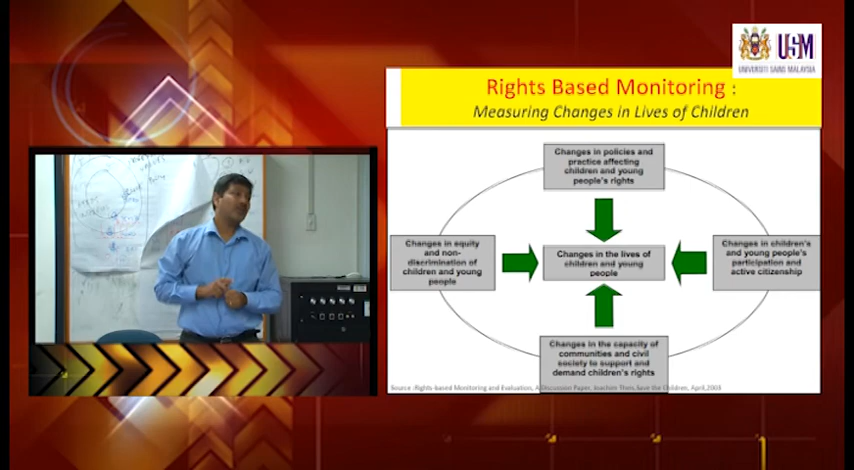 USM
UNIVERSITI SAINS MALAYSIA
Rights Based Monitoring :
Measuring Changes in Lives of Children
Changes in policies and
practice affecting
children and young
people's rights
Changes in equity
and non-
discrimination of
children and young
people
Changes in the lives of
children and young
people
Changes in children's
and young people's
participation and
active citizenship
Changes in the capacity of
communities and civil
society to support and
demand children's rights
Source :Rights-based Monitoring and Evaluation, A Discussion Paper, Joachim Theis, Save the Children, April,2003